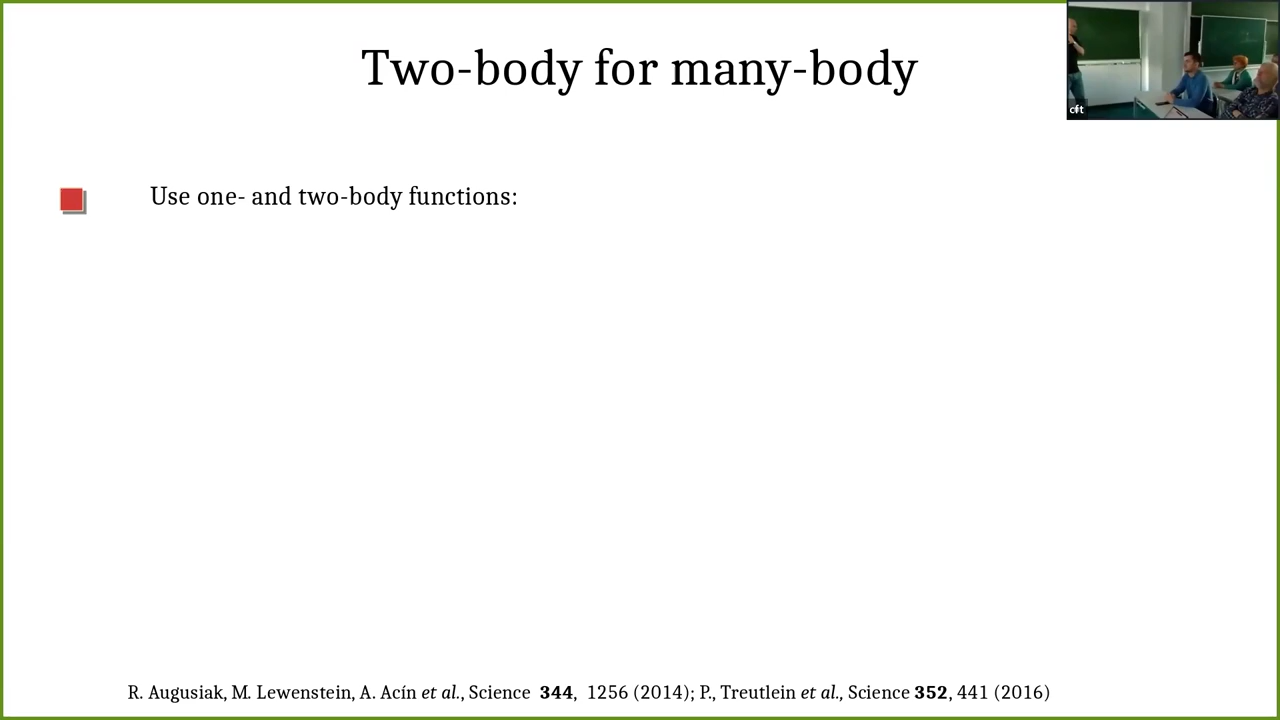 Two-body for many-body
cft
Use one- and two-body functions:
R. Augusiak, M. Lewenstein, A. Acín et al., Science 344, 1256 (2014); P., Treutlein et al., Science 352, 441 (2016)